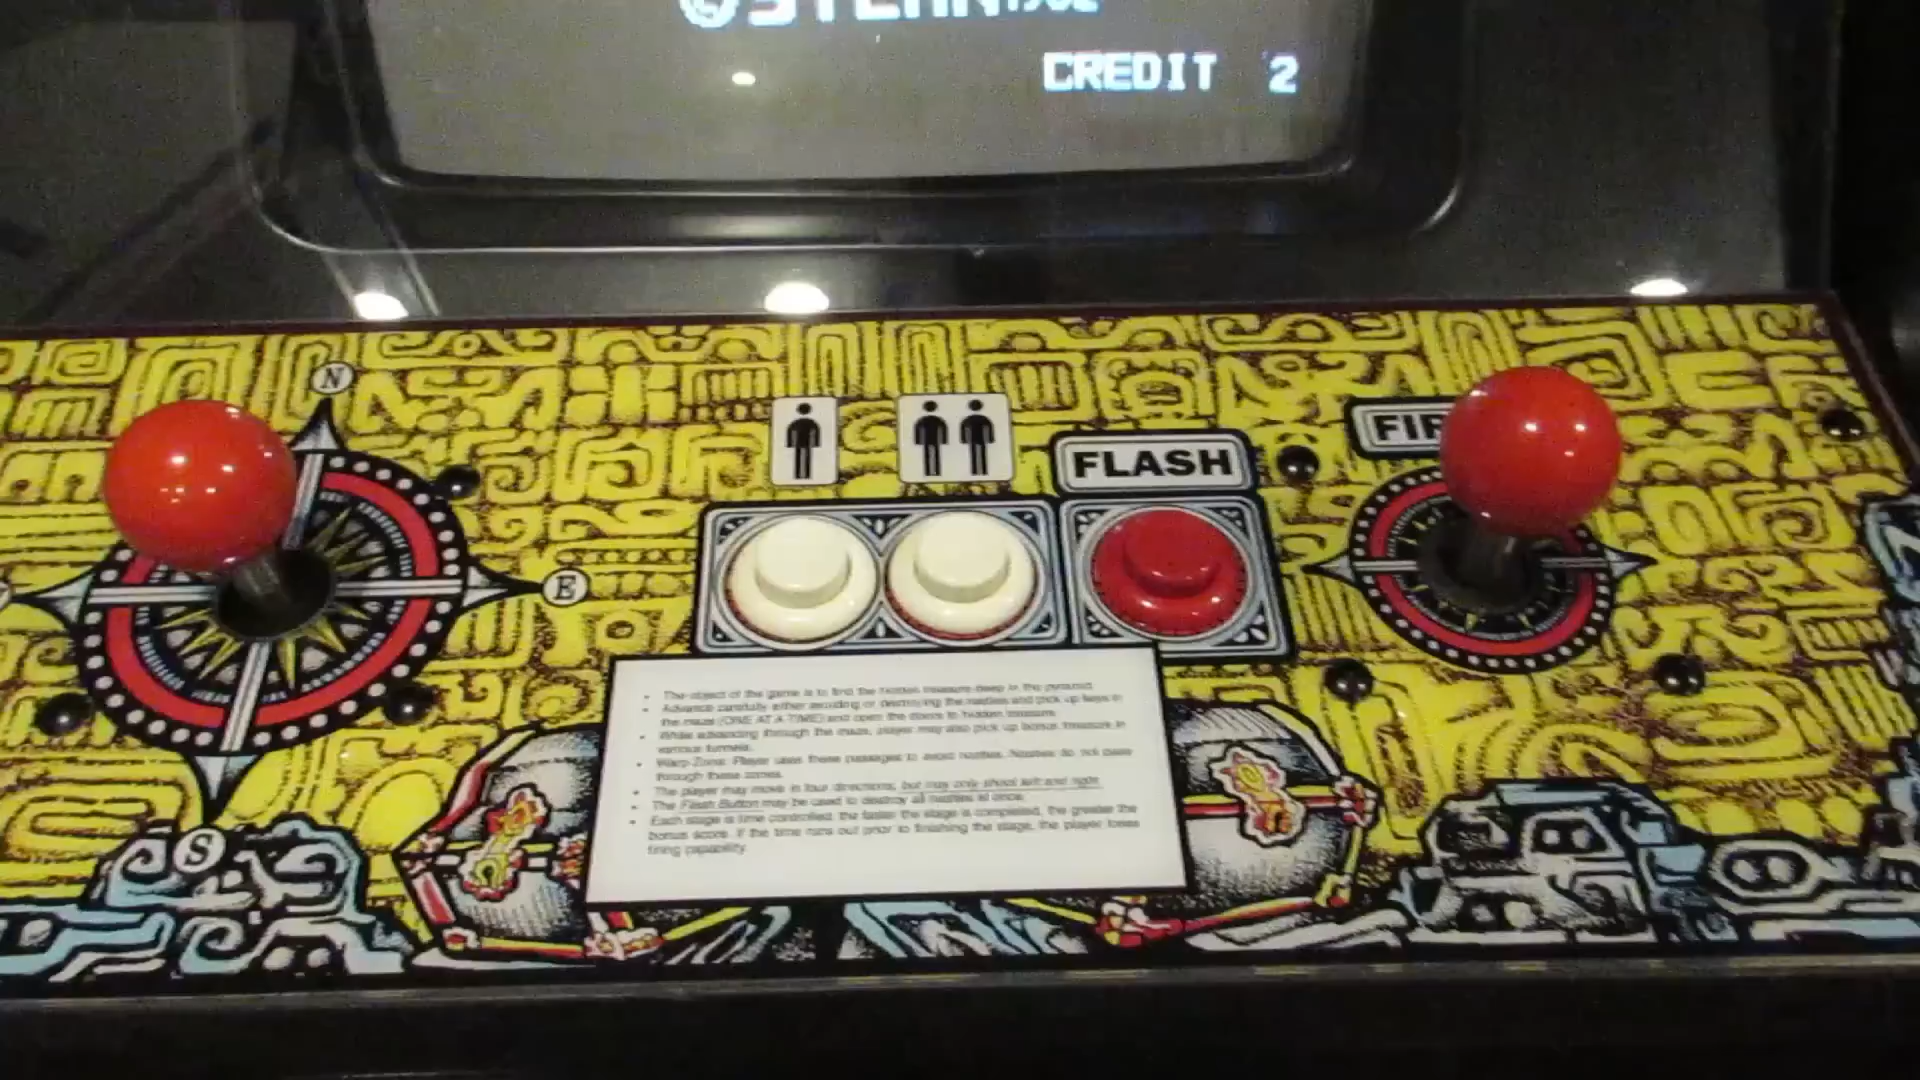 STERN 1982
CREDIT 2
N
FIR
FLASH
E
• The object of the game is to find the hidden treasure deep in the pyramid.
• Advance carefully either avoiding or destroying the nasties and pick up keys in
the maze (ONE AT A TIME) and open the doors to hidden treasure.
• While advancing through the maze, player may also pick up bonus treasure in
various tunnels.
• Warp Zone: Player uses these passages to avoid nasties. Nasties do not pass
through these zones.
• The player may move in four directions, but may only shoot left and right.
• The Flash Button may be used to destroy all nasties at once.
• Each stage is time controlled, the faster the stage is completed, the greater the
bonus score. If the time runs out prior to finishing the stage, the player loses
firing capability.
S